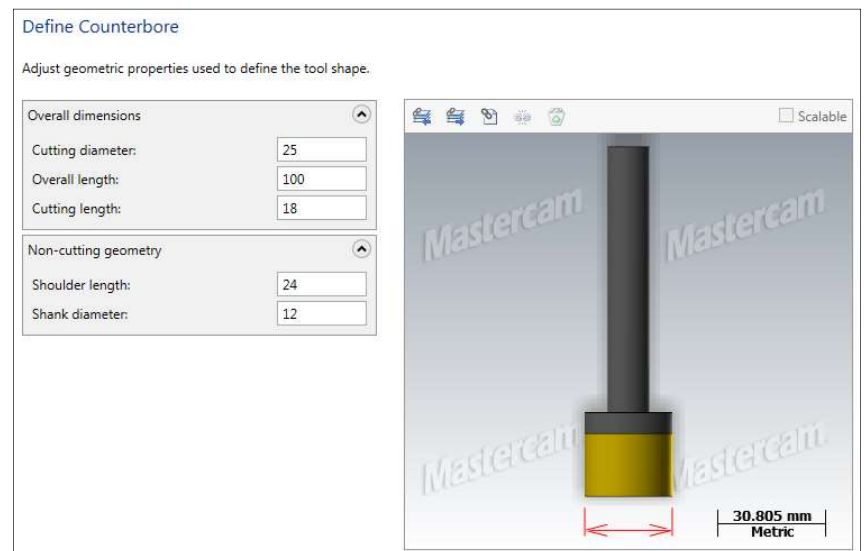 Define Counterbore
Adjust geometric properties used to define the tool shape.
Overall dimensions
Cutting diameter: 25
Overall length: 100
Cutting length: 18
Non-cutting geometry
Shoulder length: 24
Shank diameter: 12
Scalable
Mastercam Mastercam
Mastercam Mastercam
30.805 mm
Metric